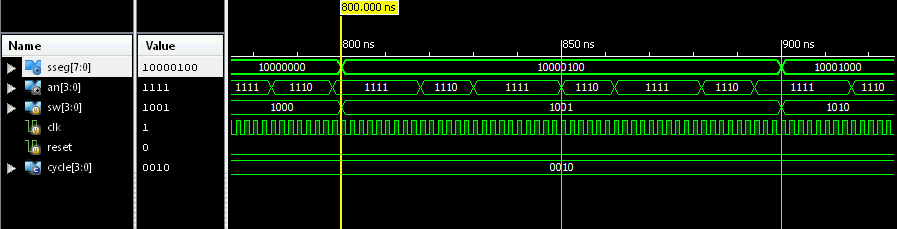 800.000 ns
Name Value 800 ns 850 ns 900 ns
sseg[7:0] 10000100 10000000 10000100 10001000
an[3:0] 1111 1111 1110 1111 1110 1111 1110 1111 1110 1111 1110
sw[3:0] 1001 1000 1001 1010
clk 1
reset 0
cycle[3:0] 0010 0010